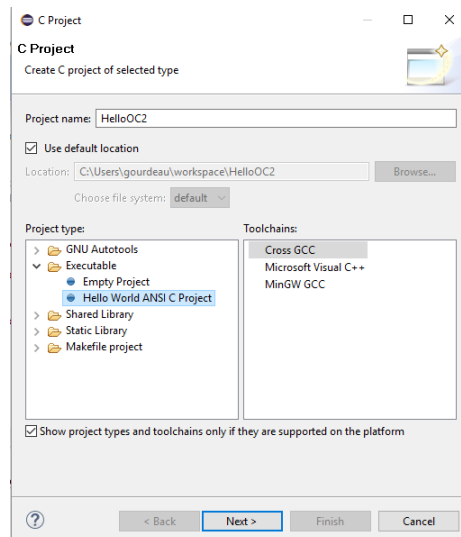 C Project
C Project
Create C project of selected type
Project name: HelloOC2
Use default location
Location: C:\Users\gourdeau\workspace\HelloOC2 Browse...
Choose file system: default
Project type: Toolchains:
GNU Autotools Cross GCC
Executable Microsoft Visual C++
Empty Project MinGW GCC
Hello World ANSI C Project
Shared Library
Static Library
Makefile project
Show project types and toolchains only if they are supported on the platform
? < Back Next > Finish Cancel